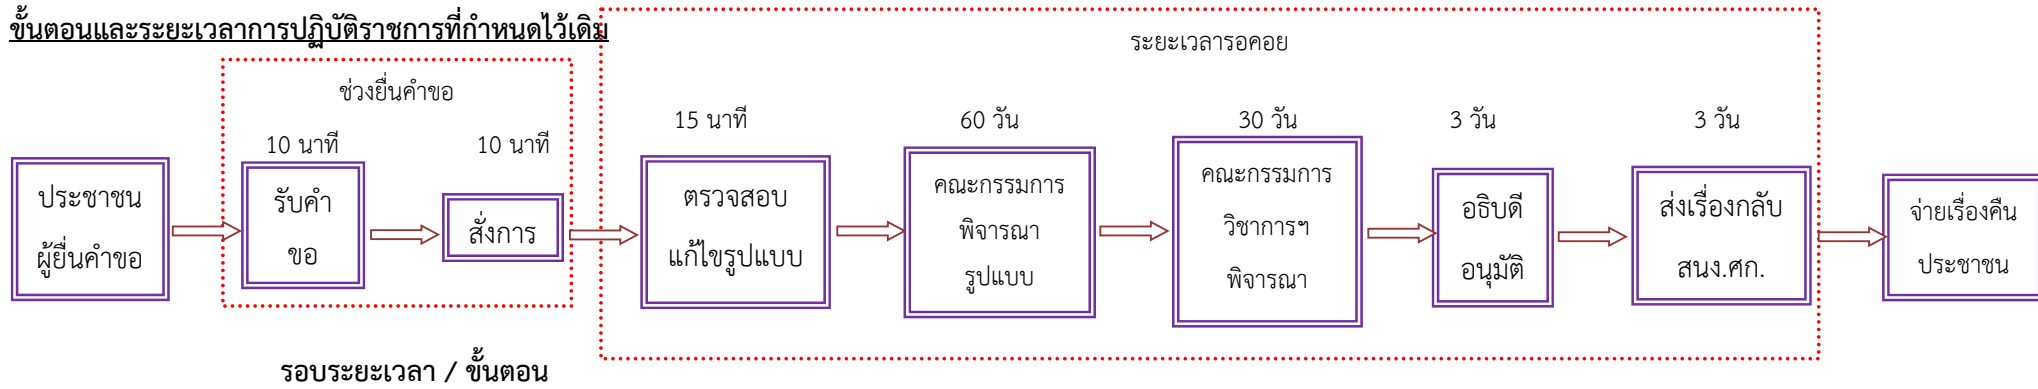 ขั้นตอนและระยะเวลาการปฏิบัติราชการที่กำหนดไว้เดิม
ระยะเวลารอคอย
ช่วงยื่นคำขอ
10 นาที
10 นาที
15 นาที
60 วัน
30 วัน
3 วัน
3 วัน
ประชาชน
ผู้ยื่นคำขอ
รับคำ
ขอ
สั่งการ
ตรวจสอบ
แก้ไขรูปแบบ
คณะกรรมการ
พิจารณา
รูปแบบ
คณะกรรมการ
วิชาการฯ
พิจารณา
อธิบดี
อนุมัติ
ส่งเรื่องกลับ
สนง.ศก.
จ่ายเรื่องคืน
ประชาชน
รอบระยะเวลา / ขั้นตอน